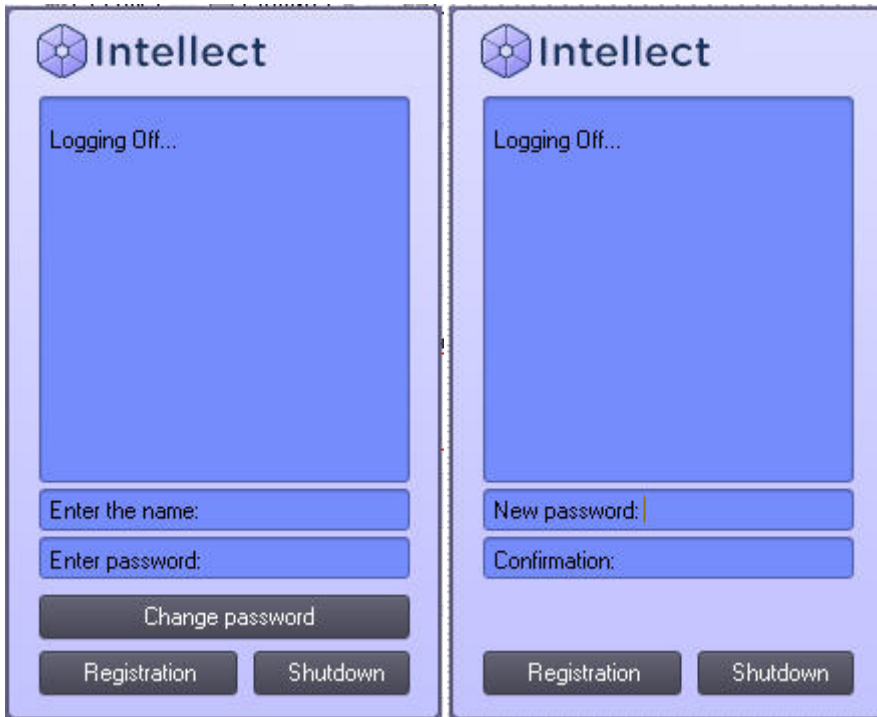 Intellect
Logging Off...
Enter the name:
Enter password:
Change password
Registration
Shutdown
Intellect
Logging Off...
New password:
Confirmation:
Registration
Shutdown